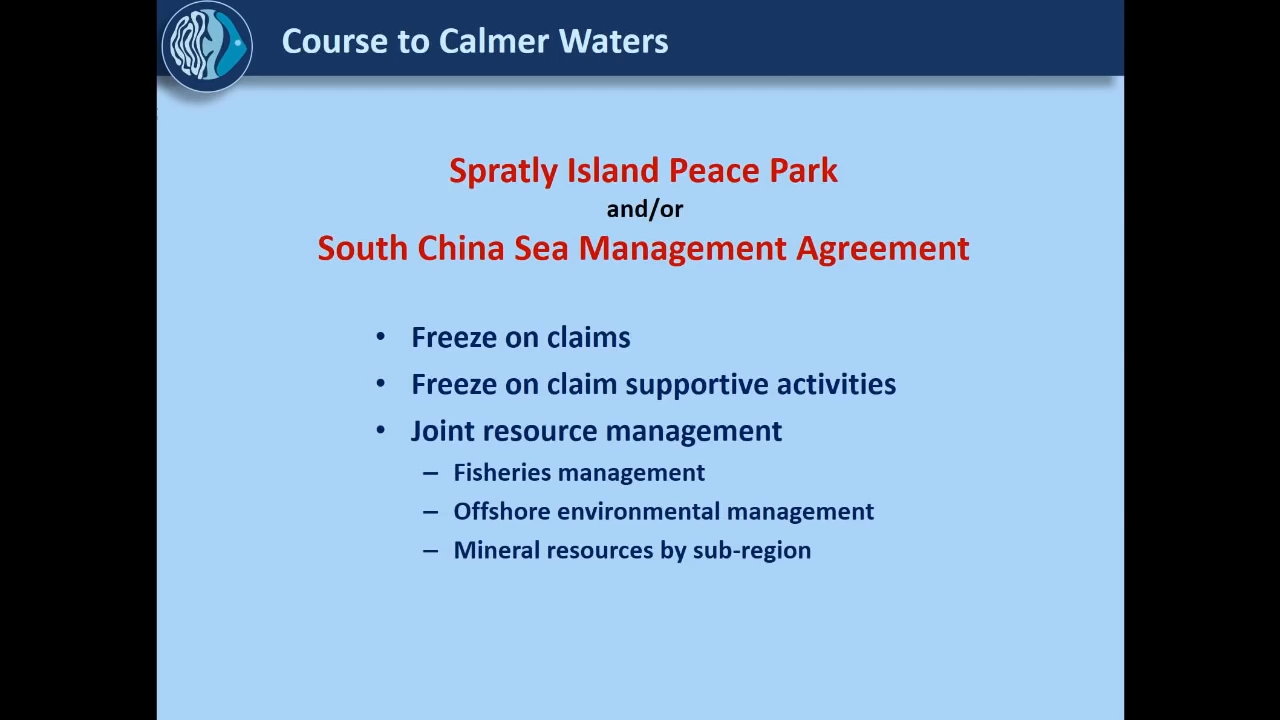 Course to Calmer Waters
Spratly Island Peace Park
and/or
South China Sea Management Agreement
• Freeze on claims
• Freeze on claim supportive activities
• Joint resource management
– Fisheries management
– Offshore environmental management
– Mineral resources by sub-region